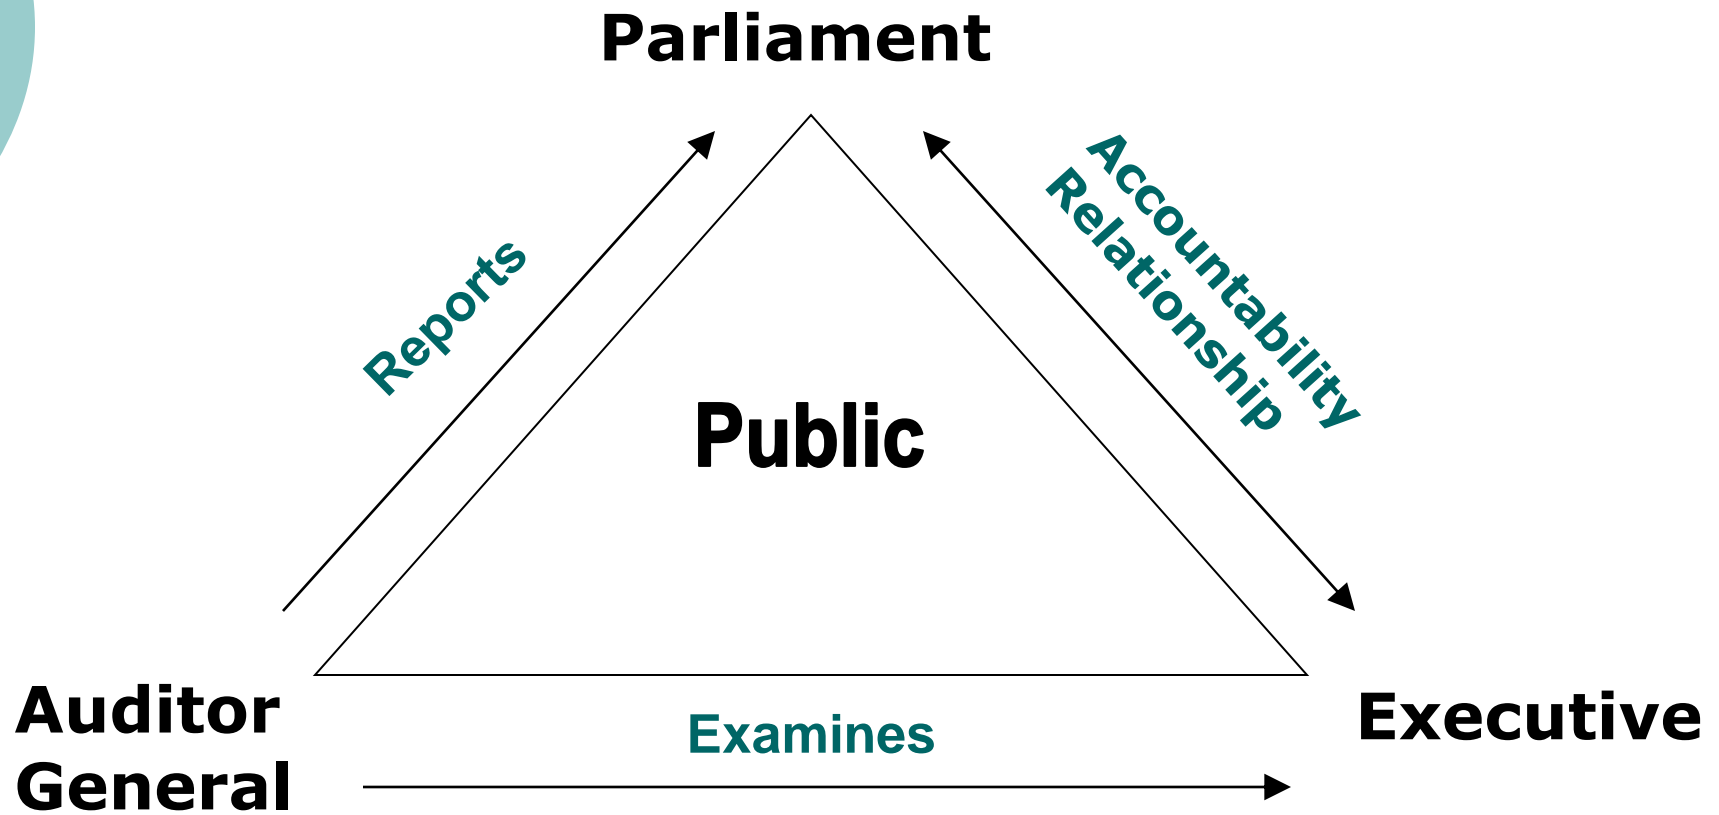 Parliament
Accountability
Relationship
Reports
Public
Auditor
General
Examines
Executive